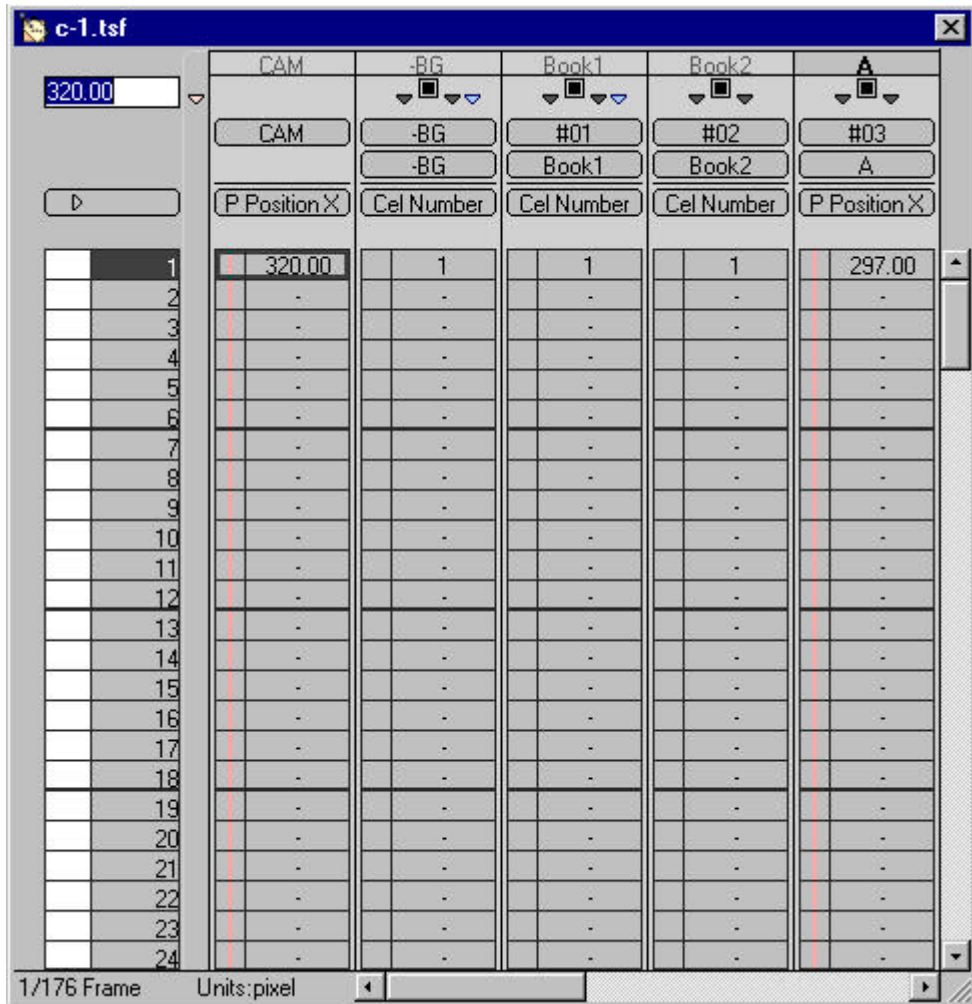 c-1.tsf
CAM -BG Book1 Book2 A
320.00
CAM -BG #01 #02 #03
-BG Book1 Book2 A
P Position X Cel Number Cel Number Cel Number P Position X
1 320.00 1 1 1 297.00
2 - - - - -
3 - - - - -
4 - - - - -
5 - - - - -
6 - - - - -
7 - - - - -
8 - - - - -
9 - - - - -
10 - - - - -
11 - - - - -
12 - - - - -
13 - - - - -
14 - - - - -
15 - - - - -
16 - - - - -
17 - - - - -
18 - - - - -
19 - - - - -
20 - - - - -
21 - - - - -
22 - - - - -
23 - - - - -
24 - - - - -
1/176 Frame Units:pixel